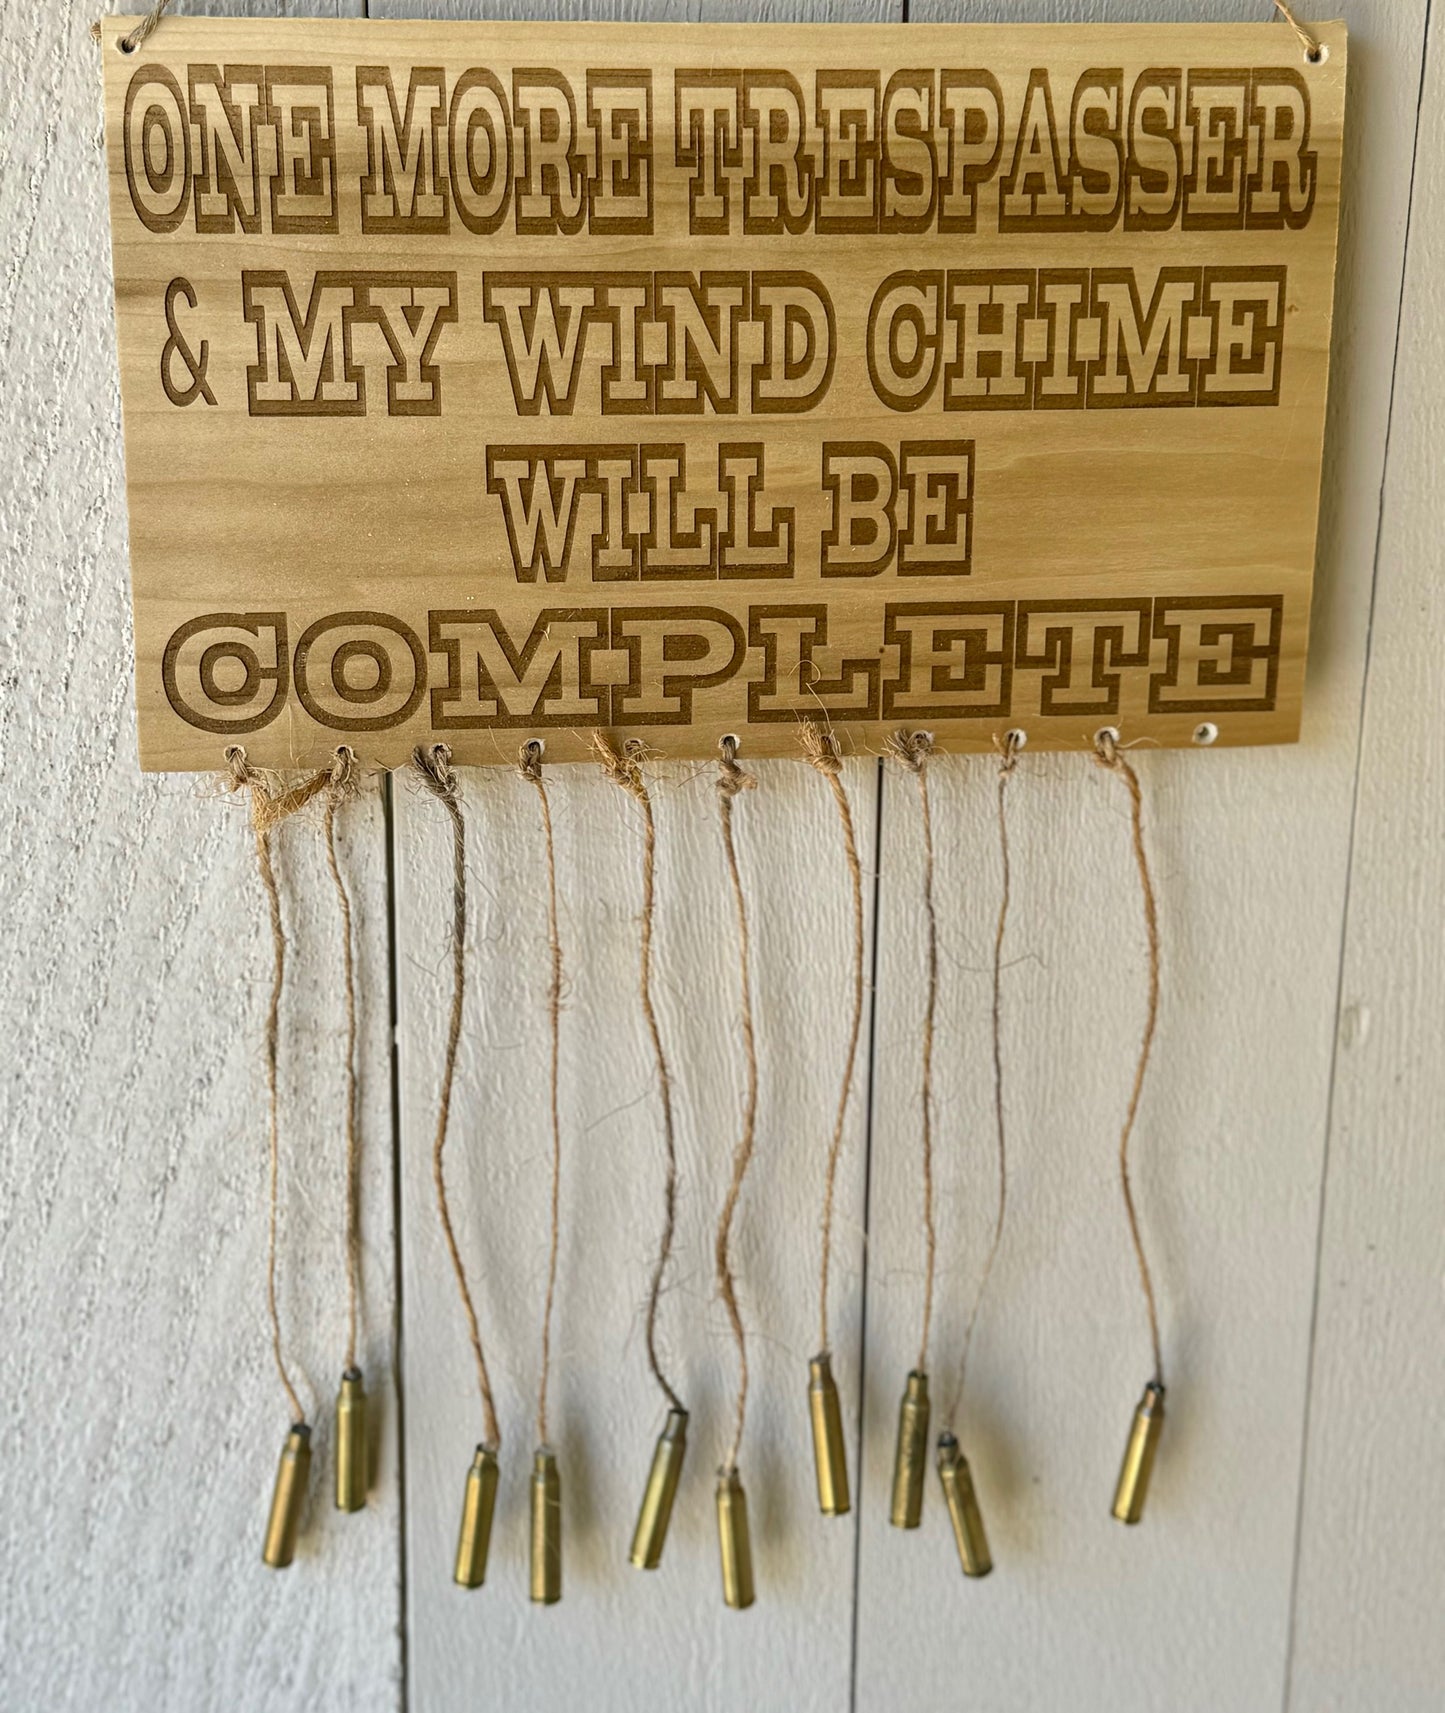 ONE MORE TRESPASSER
& MY WIND CHIME
WILL BE
COMPLETE